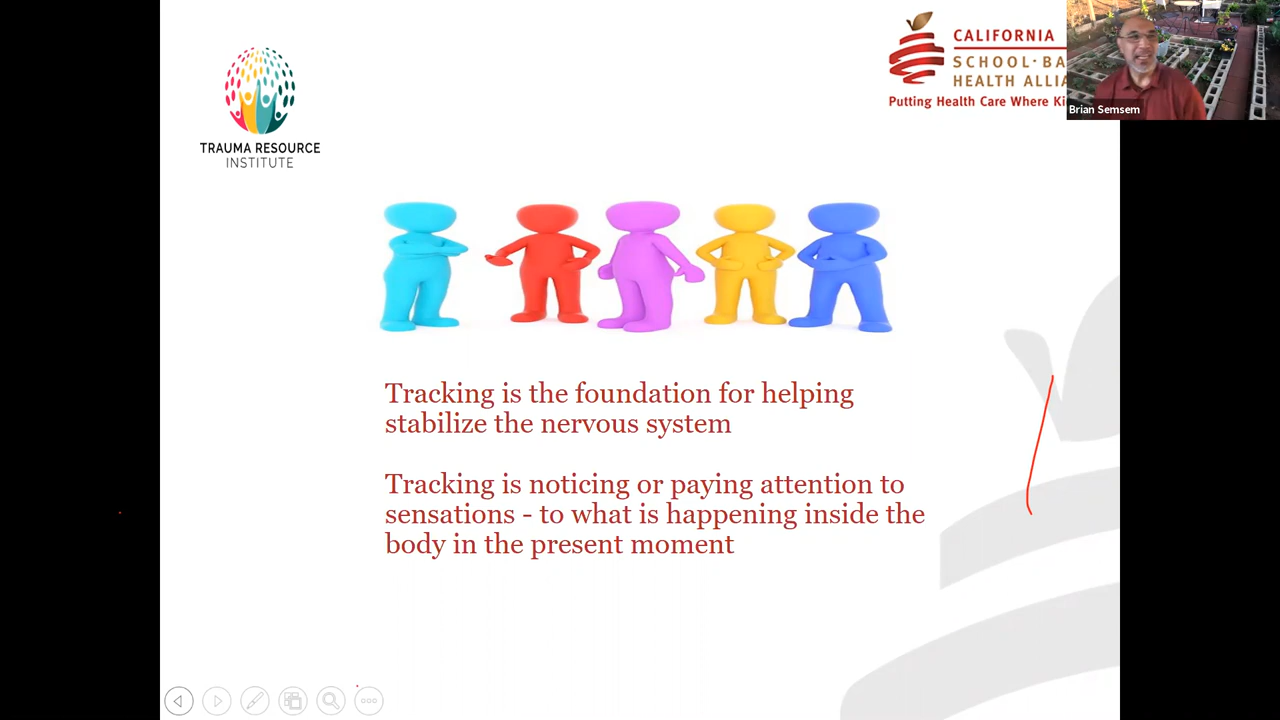 TRAUMA RESOURCE
INSTITUTE
CALIFORNIA
SCHOOL·BA
HEALTH ALLIA
Putting Health Care Where Ki
Brian Semsem
Tracking is the foundation for helping
stabilize the nervous system
Tracking is noticing or paying attention to
sensations - to what is happening inside the
body in the present moment